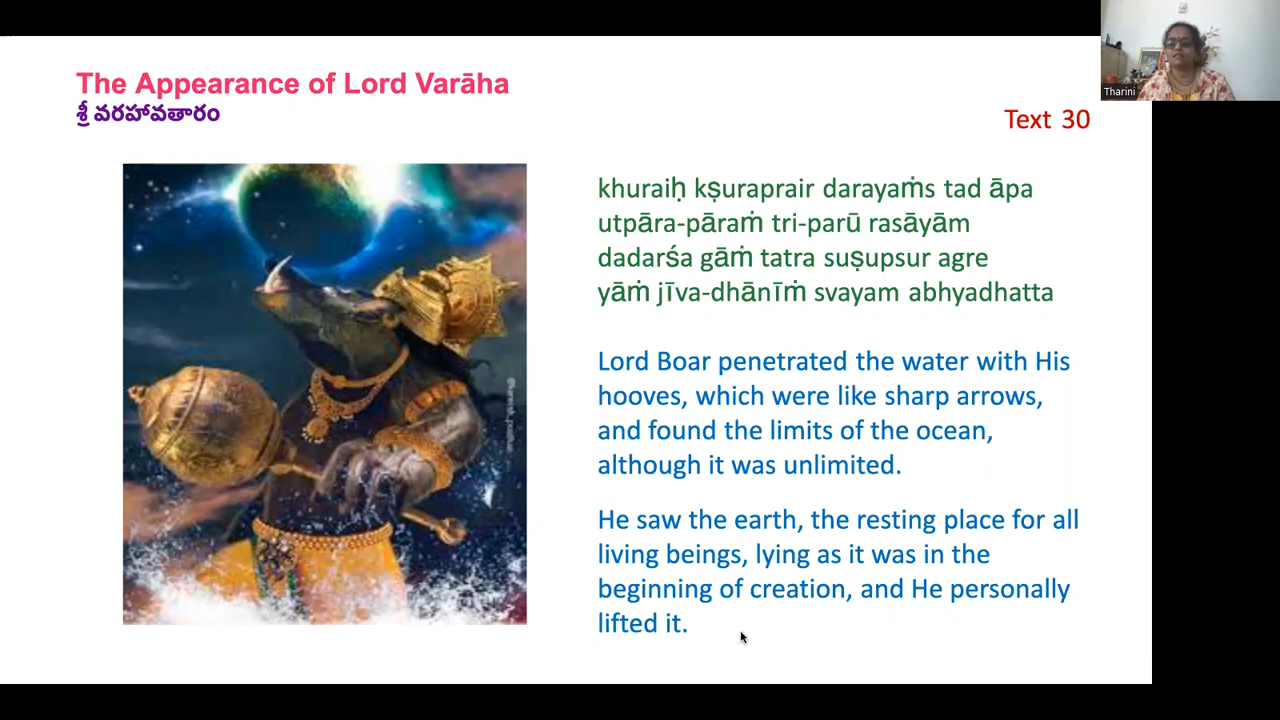 The Appearance of Lord Varāha
శ్రీ వరహావతారం
Text 30
Tharini
khuraiḥ kṣuraprair darayaṁs tad āpa
utpāra-pāraṁ tri-parū rasāyām
dadarśa gāṁ tatra suṣupsur agre
yāṁ jīva-dhānīṁ svayam abhyadhatta
Lord Boar penetrated the water with His
hooves, which were like sharp arrows,
and found the limits of the ocean,
although it was unlimited.
He saw the earth, the resting place for all
living beings, lying as it was in the
beginning of creation, and He personally
lifted it.